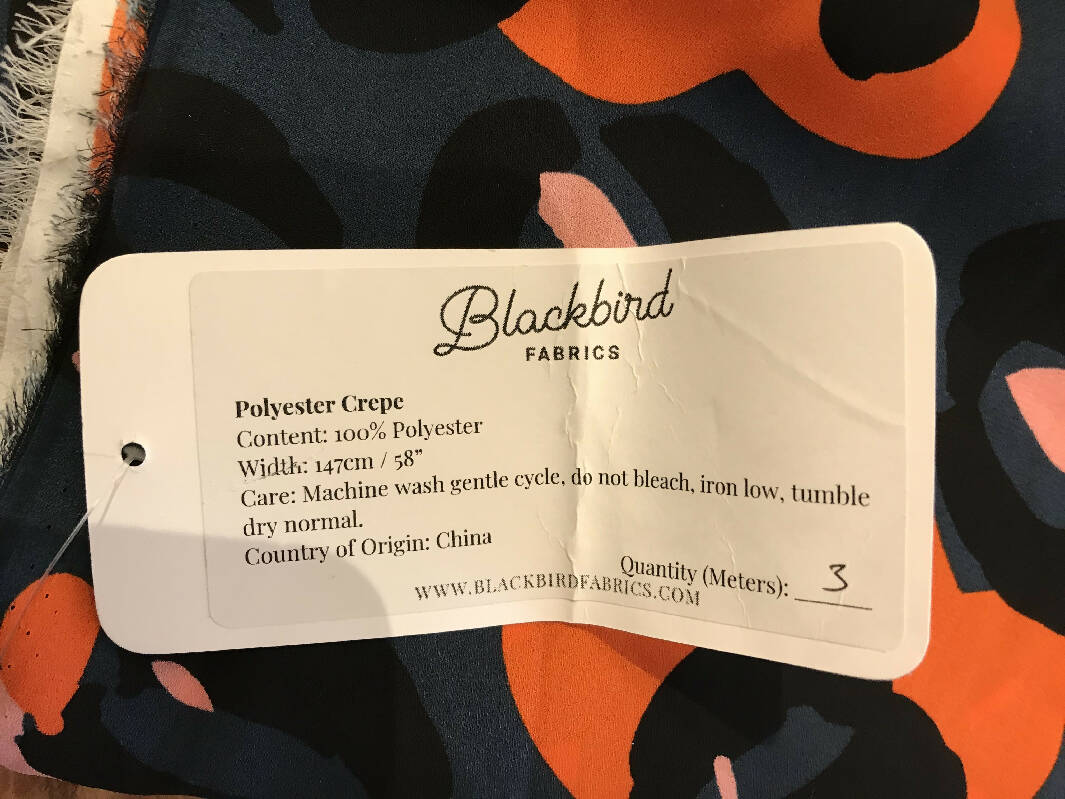 Blackbird
FABRICS
Polyester Crepe
Content: 100% Polyester
Width: 147cm / 58”
Care: Machine wash gentle cycle, do not bleach, iron low, tumble
dry normal.
Country of Origin: China
Quantity (Meters): 3
WWW.BLACKBIRDFABRICS.COM